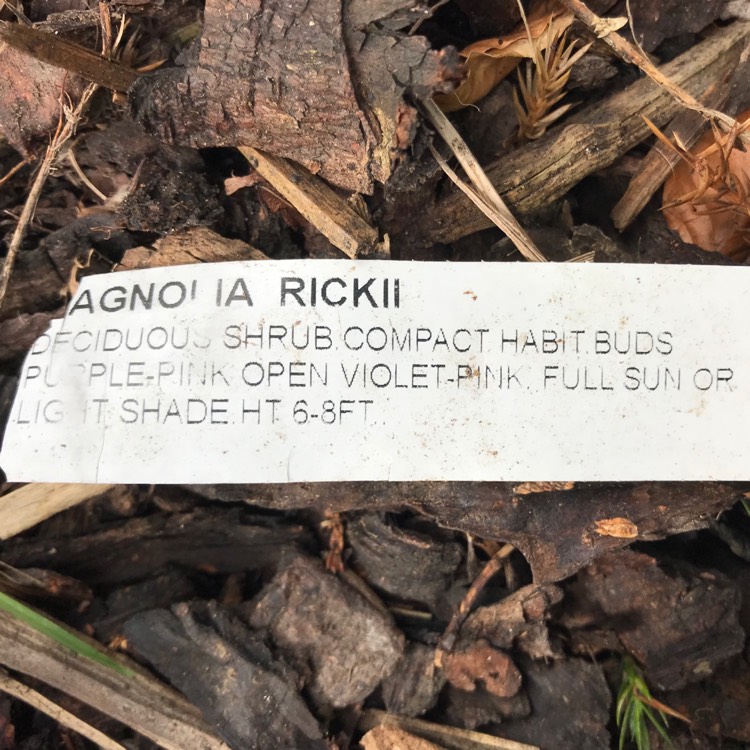 AGNOLIA RICKII
DECIDUOUS SHRUB.COMPACT HABIT.BUDS
PURPLE-PINK OPEN VIOLET-PINK. FULL SUN OR
LIGHT SHADE.HT 6-8FT.